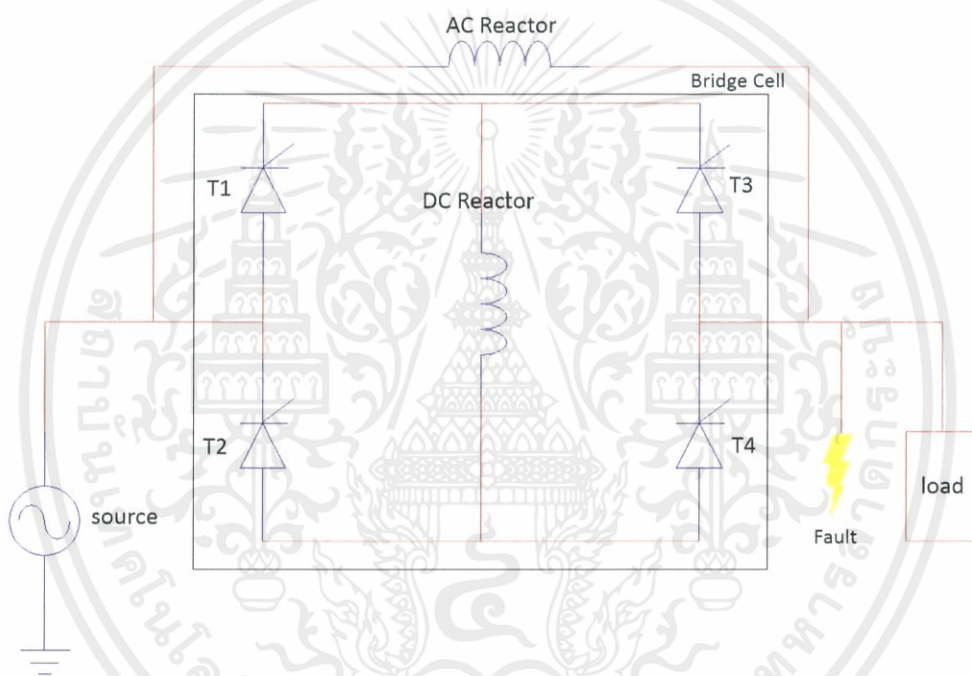 AC Reactor
Bridge Cell
T1
T3
DC Reactor
T2
T4
source
load
Fault